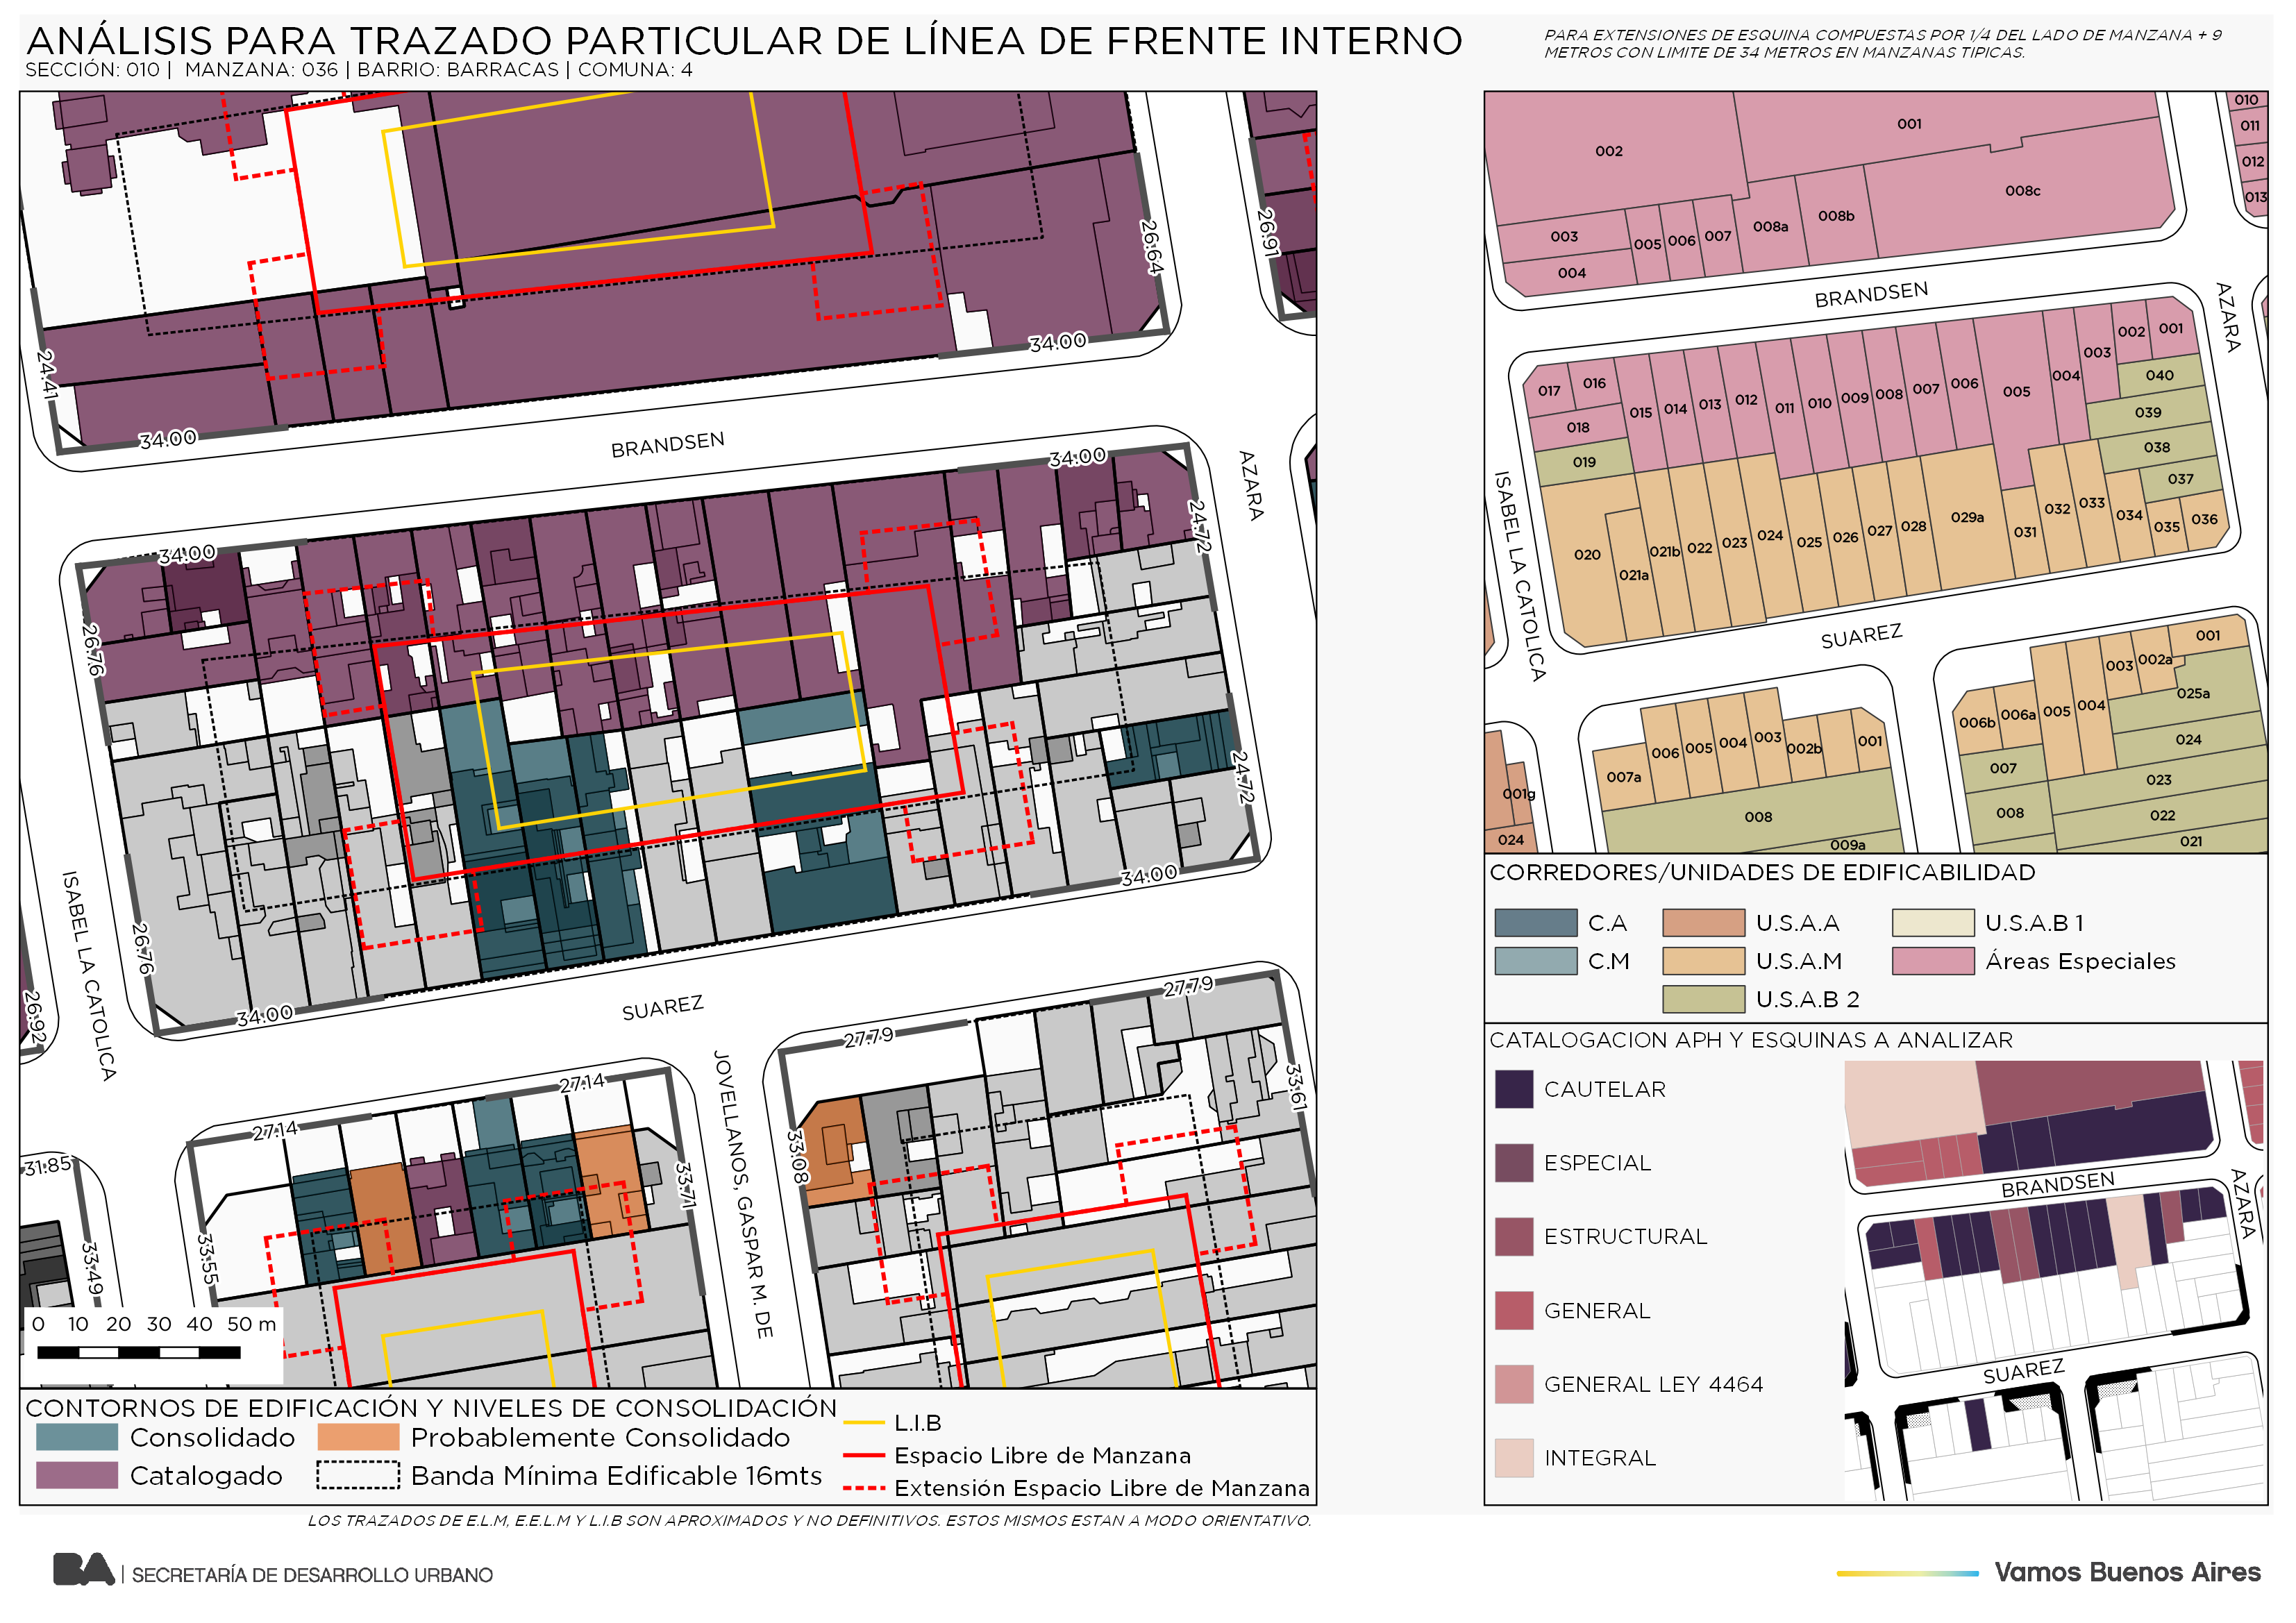 ANÁLISIS PARA TRAZADO PARTICULAR DE LÍNEA DE FRENTE INTERNO
SECCIÓN: 010 | MANZANA: 036 | BARRIO: BARRACAS | COMUNA: 4
PARA EXTENSIONES DE ESQUINA COMPUESTAS POR 1/4 DEL LADO DE MANZANA + 9
METROS CON LIMITE DE 34 METROS EN MANZANAS TIPICAS.
26.64
26.91
24.41
34.00
34.00
BRANDSEN
AZARA
34.00
34.00
24.72
26.76
24.72
26.76
34.00
34.00
ISABEL LA CATOLICA
26.92
SUAREZ
JOVELLANOS, GASPAR M. DE
27.14
27.14
27.79
27.79
31.85
33.49
33.55
33.71
33.08
33.61
0 10 20 30 40 50 m
CONTORNOS DE EDIFICACIÓN Y NIVELES DE CONSOLIDACIÓN
Consolidado
Probablemente Consolidado
Catalogado
Banda Mínima Edificable 16mts
L.I.B
Espacio Libre de Manzana
Extensión Espacio Libre de Manzana
LOS TRAZADOS DE E.L.M, E.E.L.M Y L.I.B SON APROXIMADOS Y NO DEFINITIVOS. ESTOS MISMOS ESTAN A MODO ORIENTATIVO.
002
001
003
004
005
006
007
008a
008b
008c
010
011
012
013
BRANDSEN
AZARA
ISABEL LA CATOLICA
SUAREZ
017
016
015
014
013
012
011
010
009
008
007
006
005
004
003
002
001
018
019
040
039
038
037
020
021a
021b
022
023
024
025
026
027
028
029a
031
032
033
034
035
036
001g
024
007a
006
005
004
003
002b
001
008
009a
006b
006a
005
004
003
002a
001
025a
007
024
008
023
022
021
CORREDORES/UNIDADES DE EDIFICABILIDAD
C.A
U.S.A.A
U.S.A.B 1
C.M
U.S.A.M
Áreas Especiales
U.S.A.B 2
CATALOGACION APH Y ESQUINAS A ANALIZAR
CAUTELAR
ESPECIAL
ESTRUCTURAL
GENERAL
GENERAL LEY 4464
INTEGRAL
BRANDSEN
AZARA
SUAREZ
BA | SECRETARÍA DE DESARROLLO URBANO
Vamos Buenos Aires